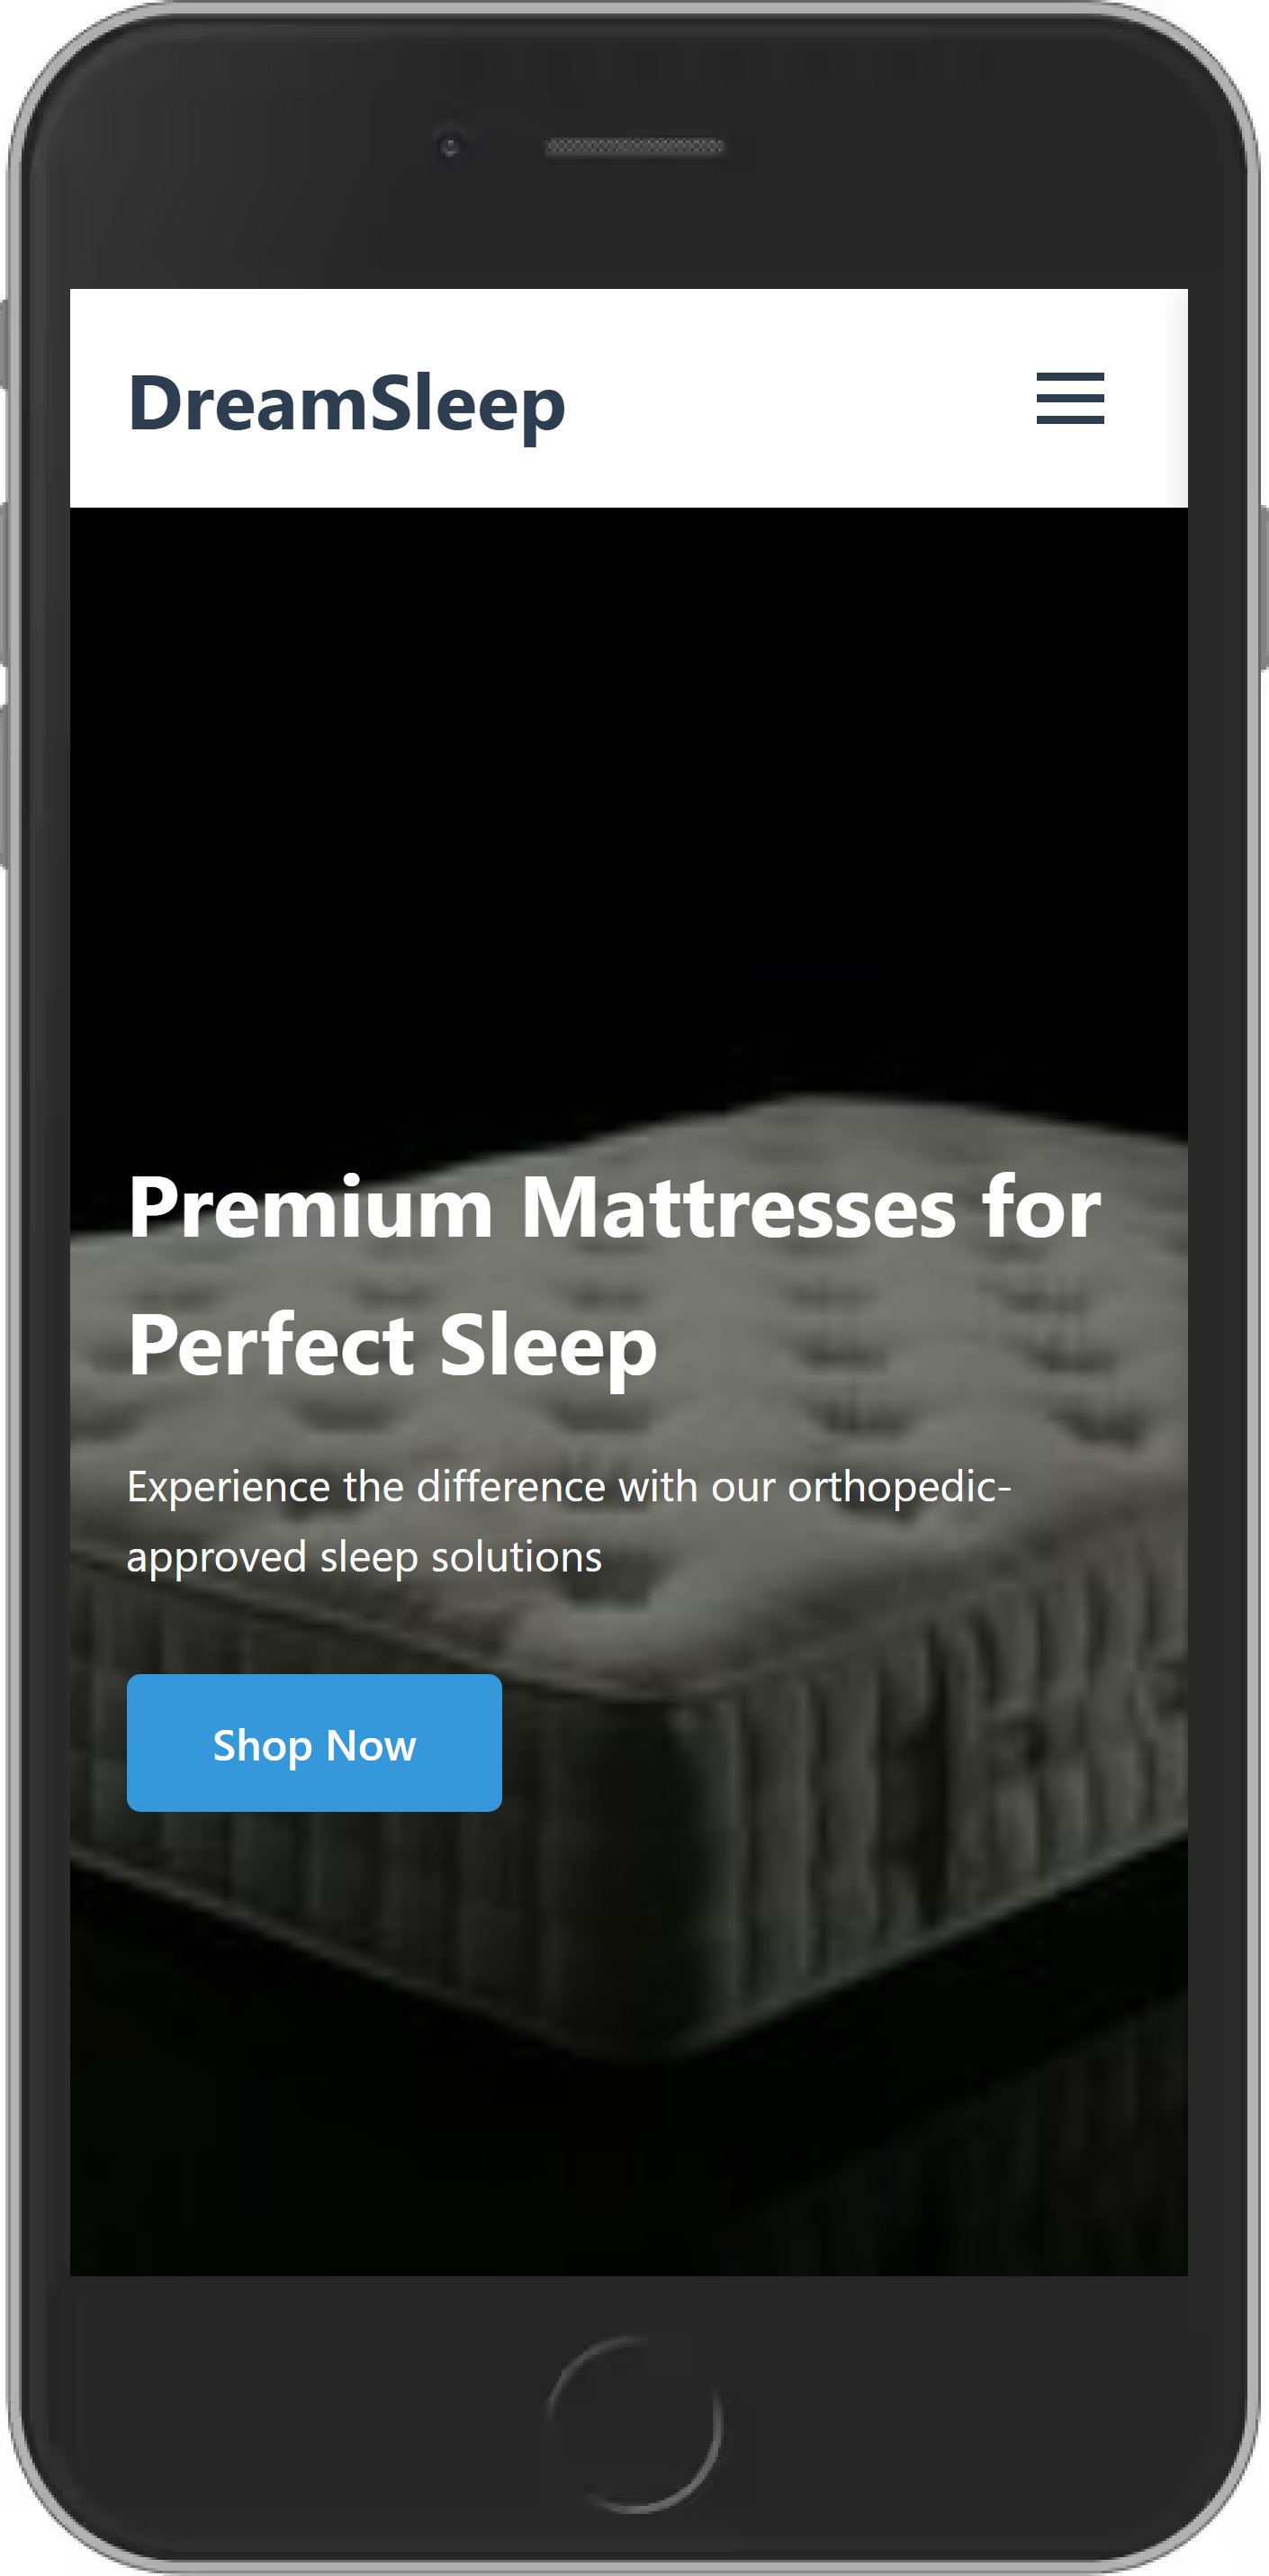 DreamSleep
Premium Mattresses for
Perfect Sleep
Experience the difference with our orthopedic-
approved sleep solutions
Shop Now